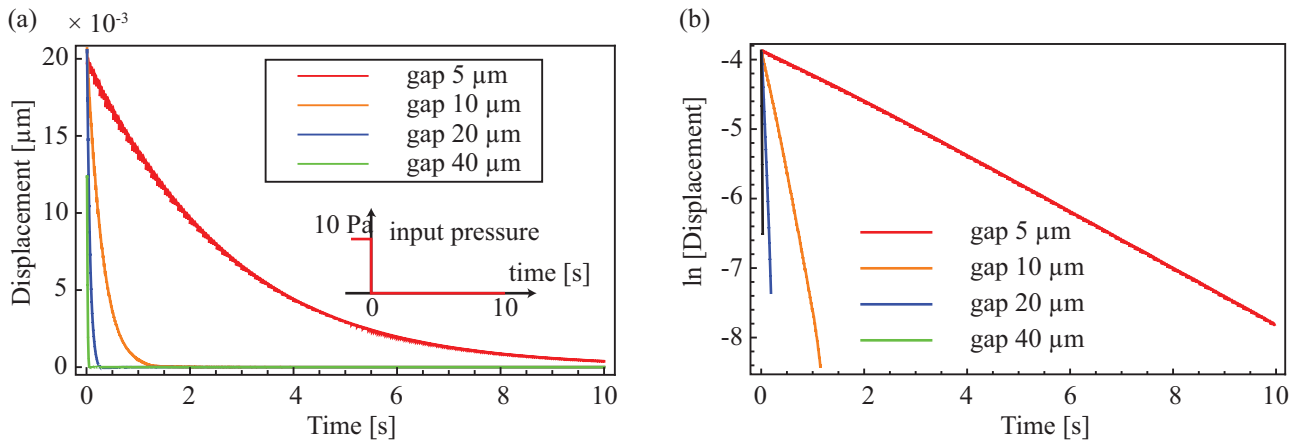 (a)
× 10⁻³
20
15
10
5
0
Displacement [µm]
gap 5 µm
gap 10 µm
gap 20 µm
gap 40 µm
10 Pa
input pressure
time [s]
0
10
0
2
4
6
8
10
Time [s]
(b)
-4
-5
-6
-7
-8
ln [Displacement]
gap 5 µm
gap 10 µm
gap 20 µm
gap 40 µm
0
2
4
6
8
10
Time [s]